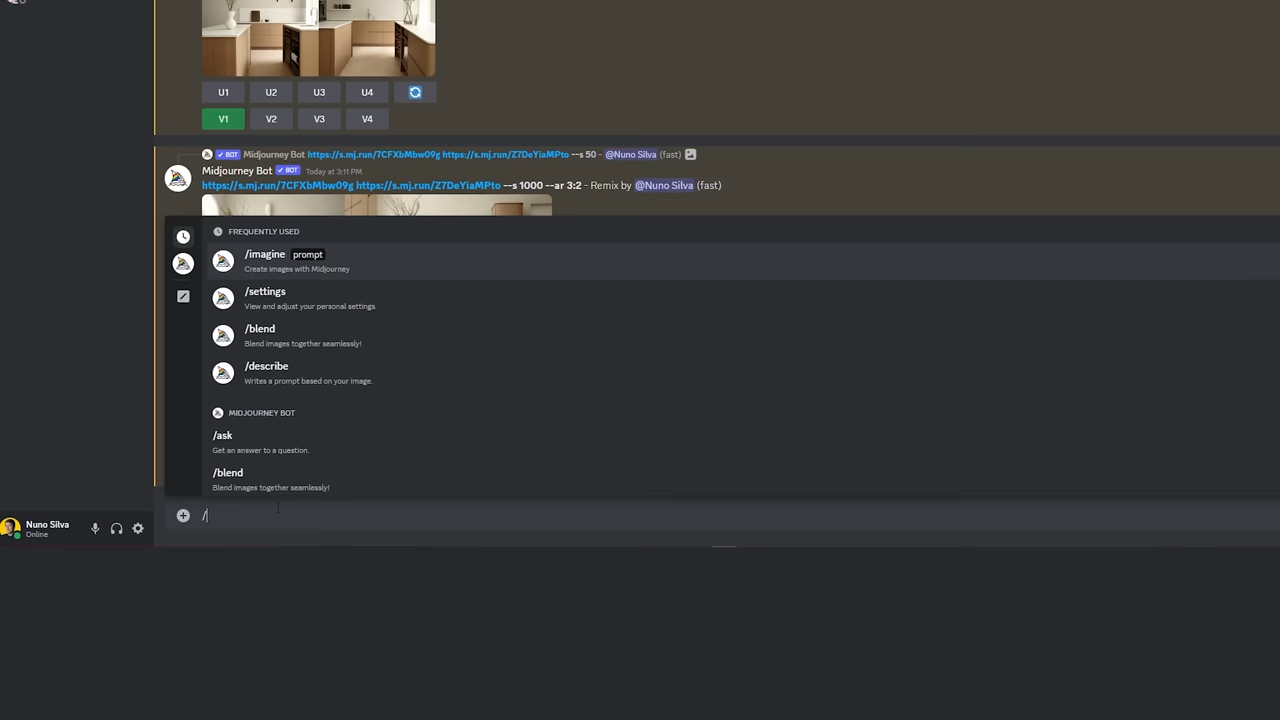 U1 U2 U3 U4
V1 V2 V3 V4
BOT Midjourney Bot https://s.mj.run/7CFXbMbw09g https://s.mj.run/Z7DeYiaMPto --s 50 - @Nuno Silva (fast)
Midjourney Bot BOT Today at 3:11 PM
https://s.mj.run/7CFXbMbw09g https://s.mj.run/Z7DeYiaMPto --s 1000 --ar 3:2 - Remix by @Nuno Silva (fast)
FREQUENTLY USED
/imagine prompt
Create images with Midjourney
/settings
View and adjust your personal settings.
/blend
Blend images together seamlessly!
/describe
Writes a prompt based on your image.
MIDJOURNEY BOT
/ask
Get an answer to a question.
/blend
Blend images together seamlessly!
/
Nuno Silva
Online